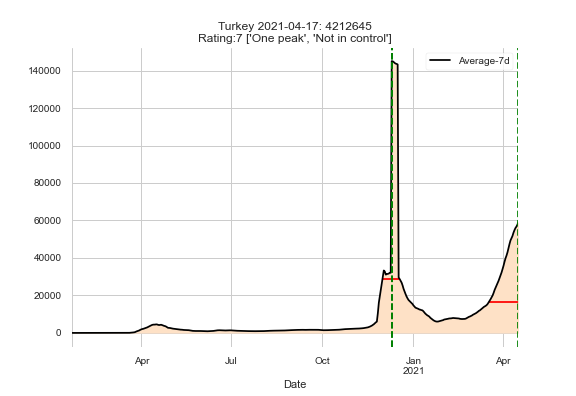 Turkey 2021-04-17: 4212645
Rating:7 ['One peak', 'Not in control']
Average-7d
140000
120000
100000
80000
60000
40000
20000
0
Apr
Jul
Oct
Jan
2021
Apr
Date